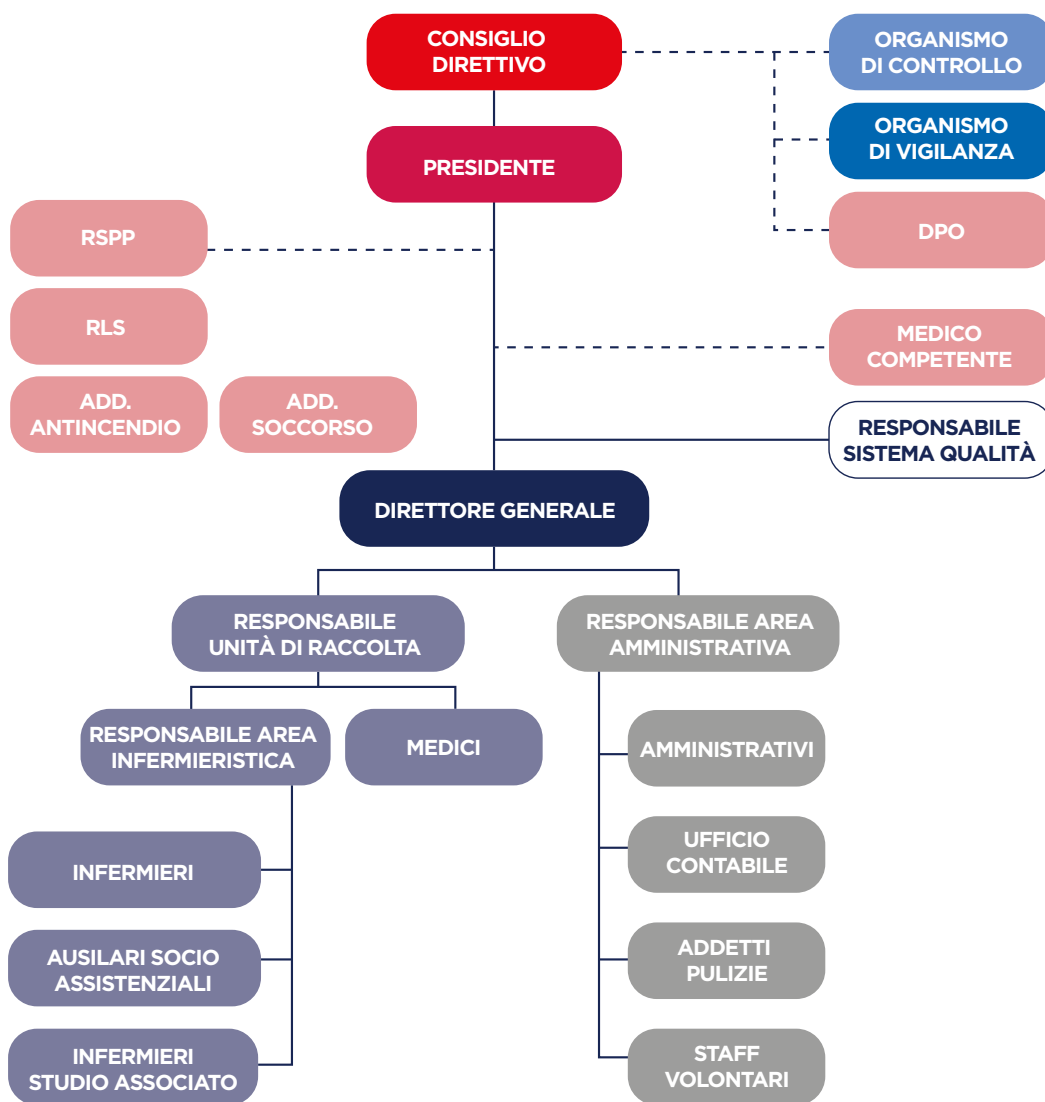 CONSIGLIO
DIRETTIVO
ORGANISMO
DI CONTROLLO
ORGANISMO
DI VIGILANZA
PRESIDENTE
RSPP
DPO
RLS
MEDICO
COMPETENTE
ADD.
ANTINCENDIO
ADD.
SOCCORSO
RESPONSABILE
SISTEMA QUALITÀ
DIRETTORE GENERALE
RESPONSABILE
UNITÀ DI RACCOLTA
RESPONSABILE AREA
AMMINISTRATIVA
RESPONSABILE AREA
INFERMIERISTICA
MEDICI
AMMINISTRATIVI
INFERMIERI
UFFICIO
CONTABILE
AUSILARI SOCIO
ASSISTENZIALI
ADDETTI
PULIZIE
INFERMIERI
STUDIO ASSOCIATO
STAFF
VOLONTARI